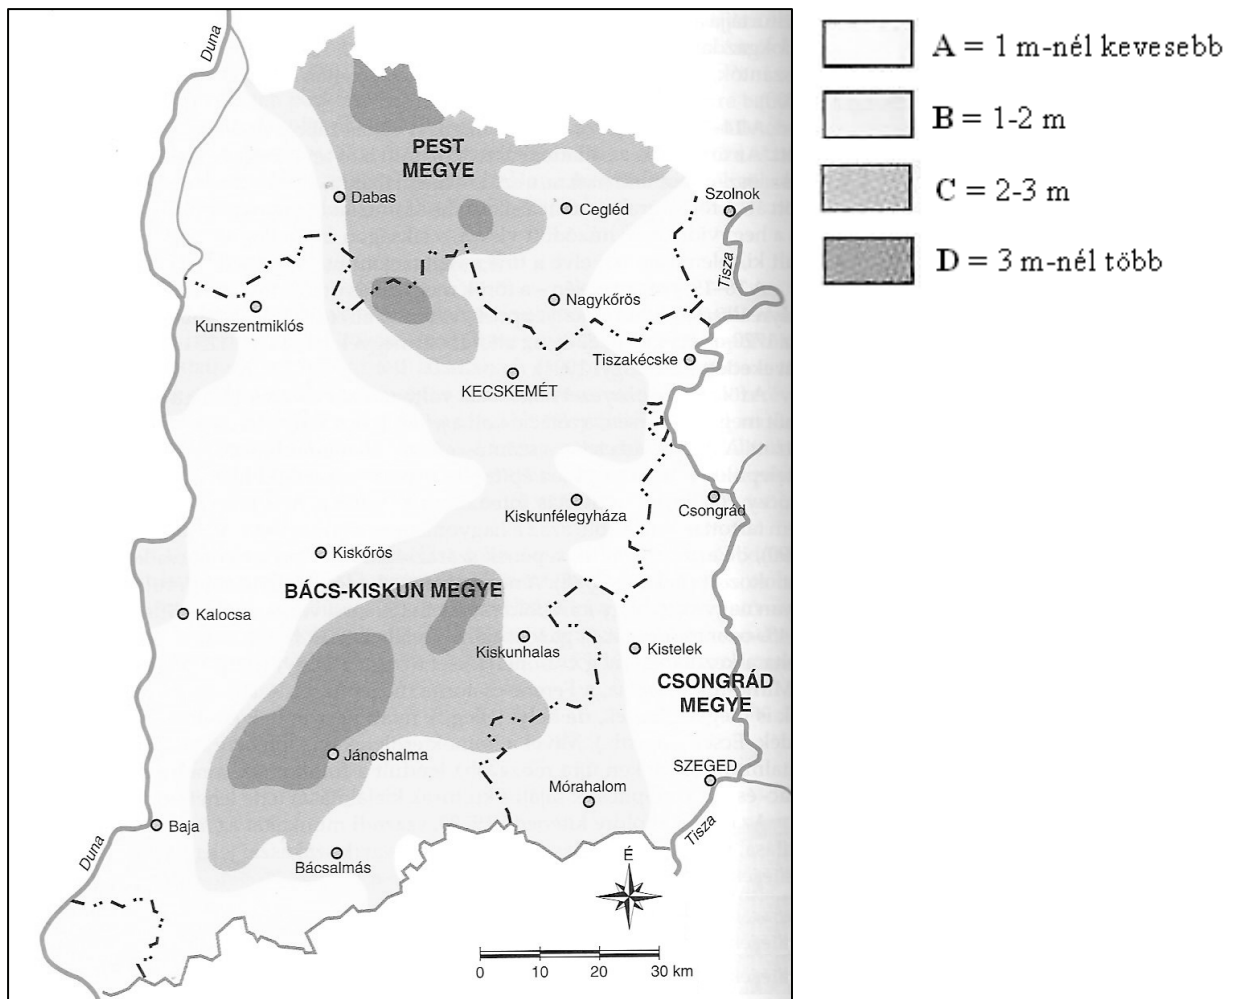 Duna
PEST
MEGYE
Dabas
Cegléd
Szolnok
Tisza
Kunszentmiklós
Nagykőrös
Tiszakécske
KECSKEMÉT
Kiskunfélegyháza
Csongrád
Kiskőrös
BÁCS-KISKUN MEGYE
Kalocsa
Kiskunhalas
Kistelek
CSONGRÁD
MEGYE
Jánoshalma
SZEGED
Mórahalom
Baja
Tisza
Duna
Bácsalmás
É
0 10 20 30 km
A = 1 m-nél kevesebb
B = 1-2 m
C = 2-3 m
D = 3 m-nél több